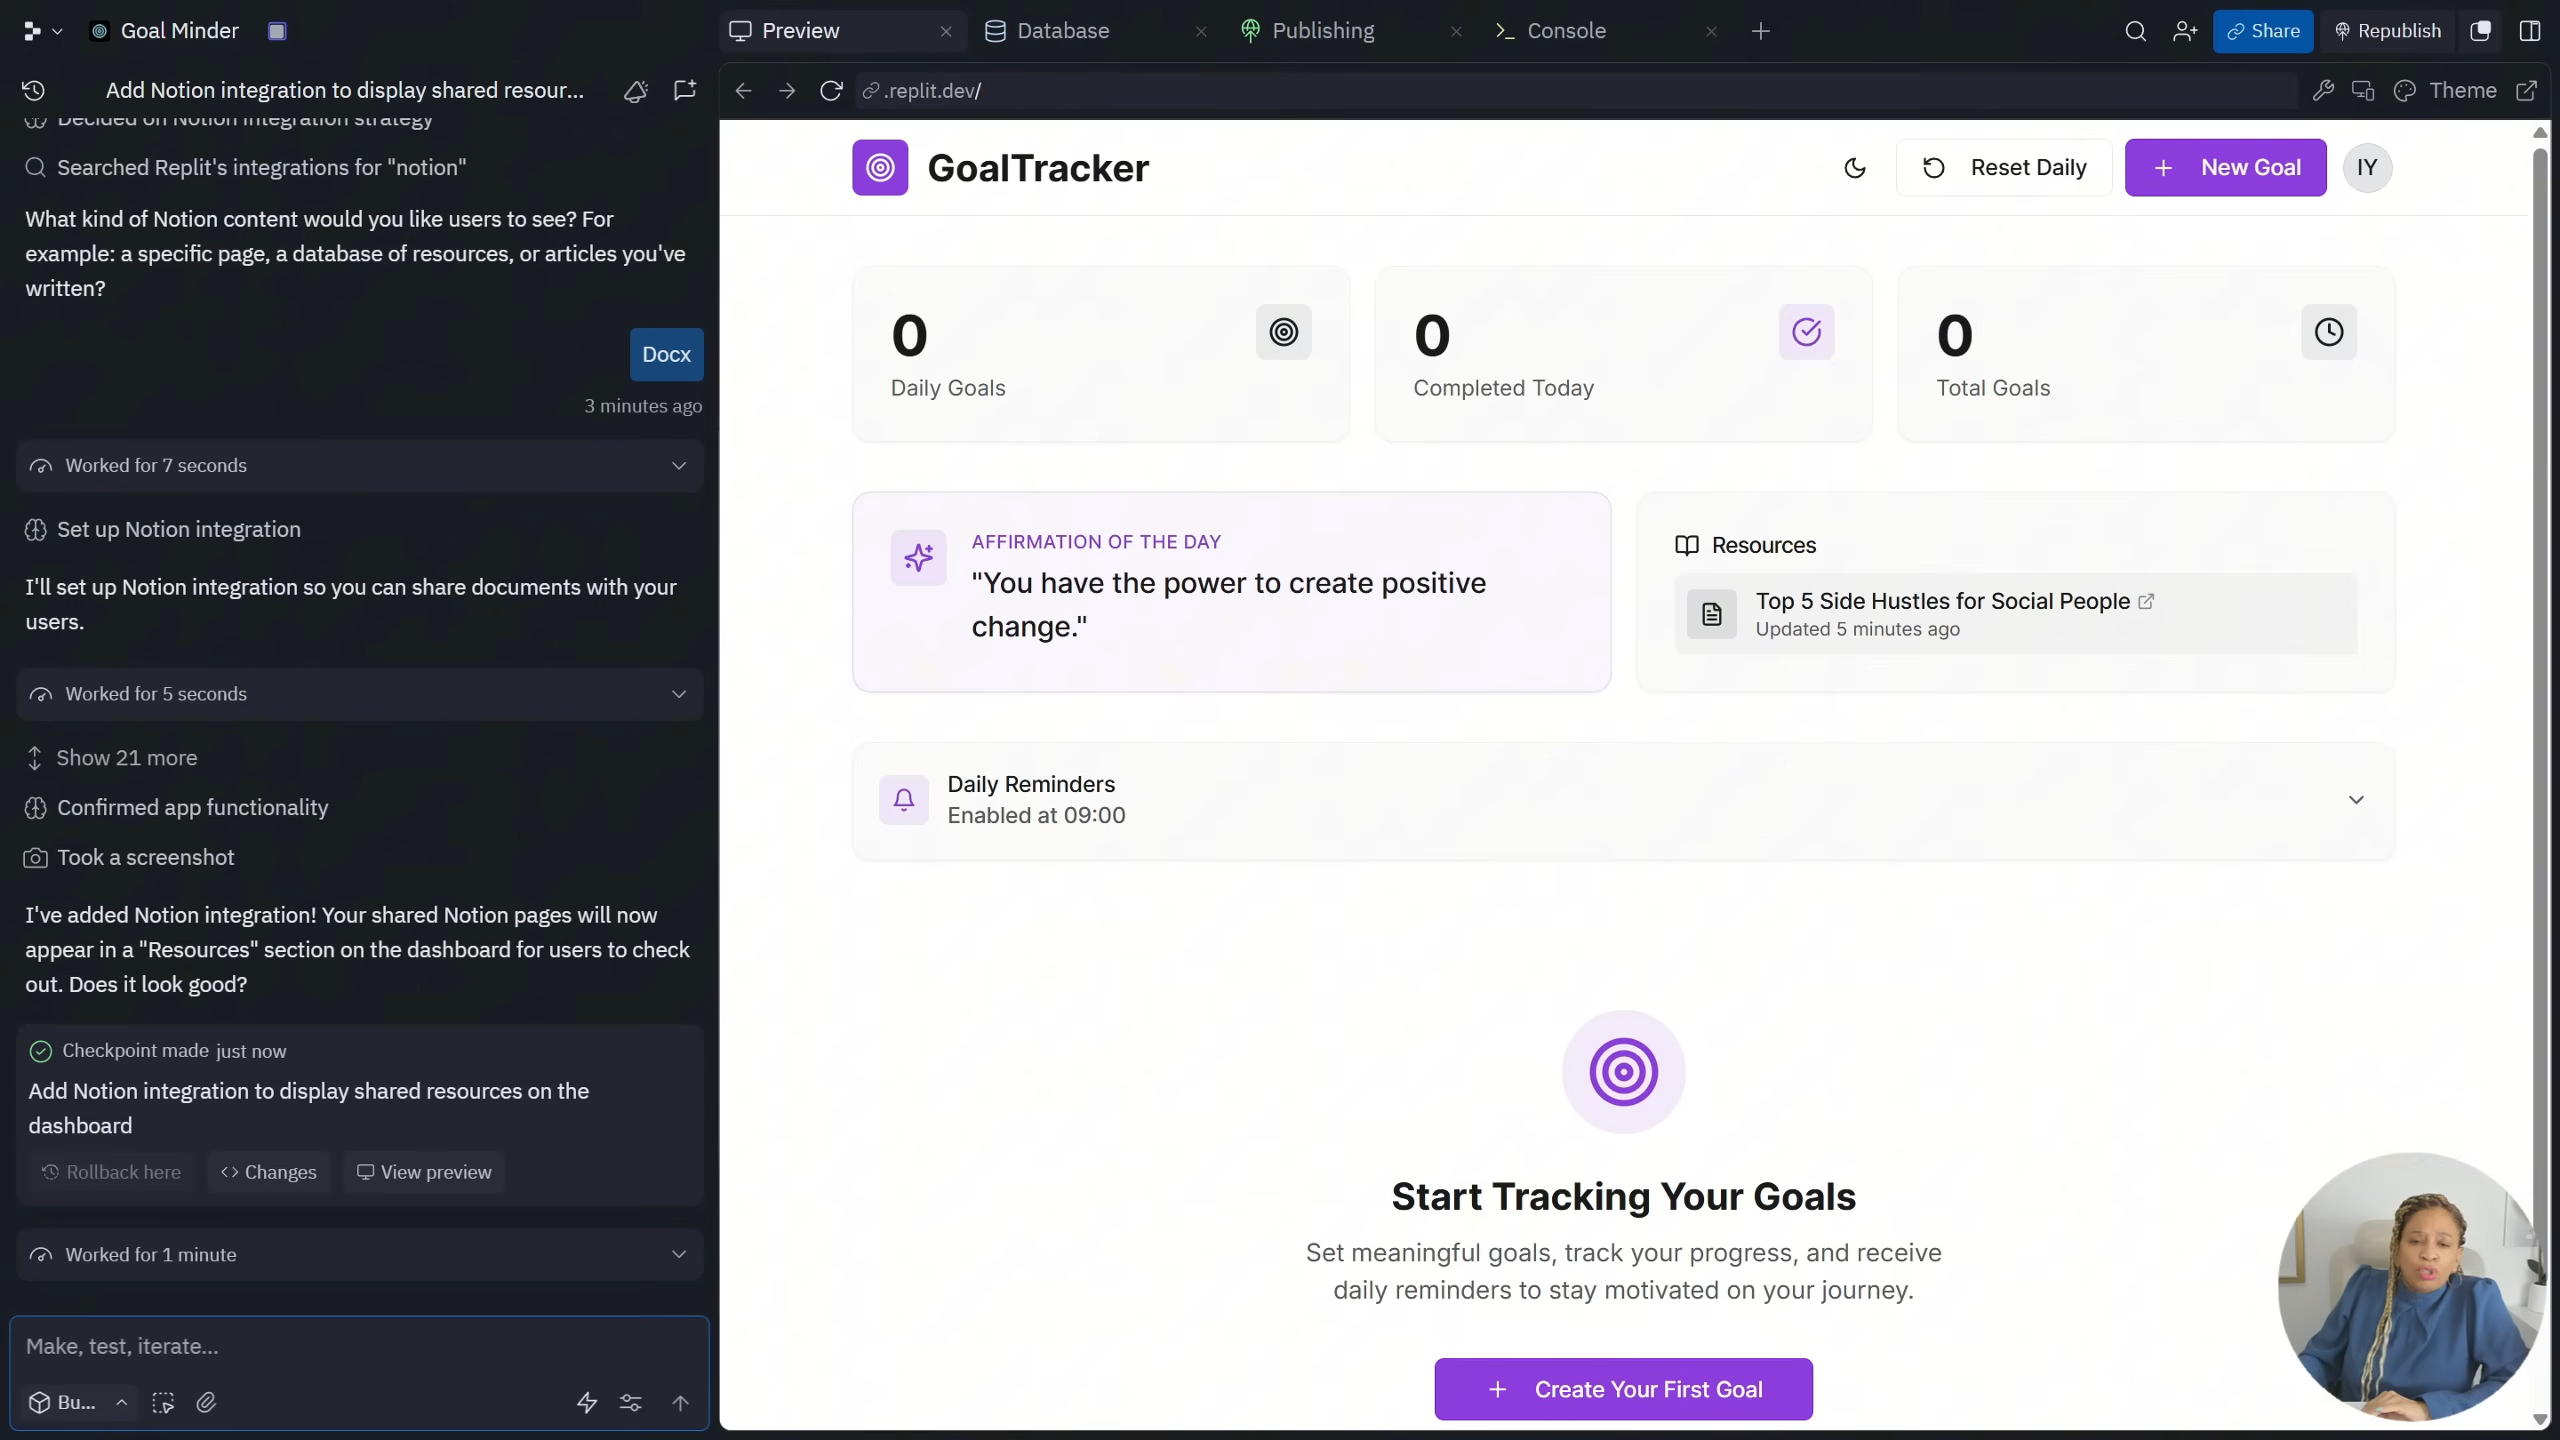 Goal Minder
Preview
Database
Publishing
Console
Share
Republish
Add Notion integration to display shared resour...
.replit.dev/
Theme
Decided on Notion integration strategy
Searched Replit's integrations for "notion"
What kind of Notion content would you like users to see? For
example: a specific page, a database of resources, or articles you've
written?
Docx
3 minutes ago
Worked for 7 seconds
Set up Notion integration
I'll set up Notion integration so you can share documents with your
users.
Worked for 5 seconds
Show 21 more
Confirmed app functionality
Took a screenshot
I've added Notion integration! Your shared Notion pages will now
appear in a "Resources" section on the dashboard for users to check
out. Does it look good?
Checkpoint made just now
Add Notion integration to display shared resources on the
dashboard
Rollback here
Changes
View preview
Worked for 1 minute
Make, test, iterate...
Bu...
GoalTracker
Reset Daily
New Goal
IY
0
Daily Goals
0
Completed Today
0
Total Goals
AFFIRMATION OF THE DAY
"You have the power to create positive
change."
Resources
Top 5 Side Hustles for Social People
Updated 5 minutes ago
Daily Reminders
Enabled at 09:00
Start Tracking Your Goals
Set meaningful goals, track your progress, and receive
daily reminders to stay motivated on your journey.
Create Your First Goal